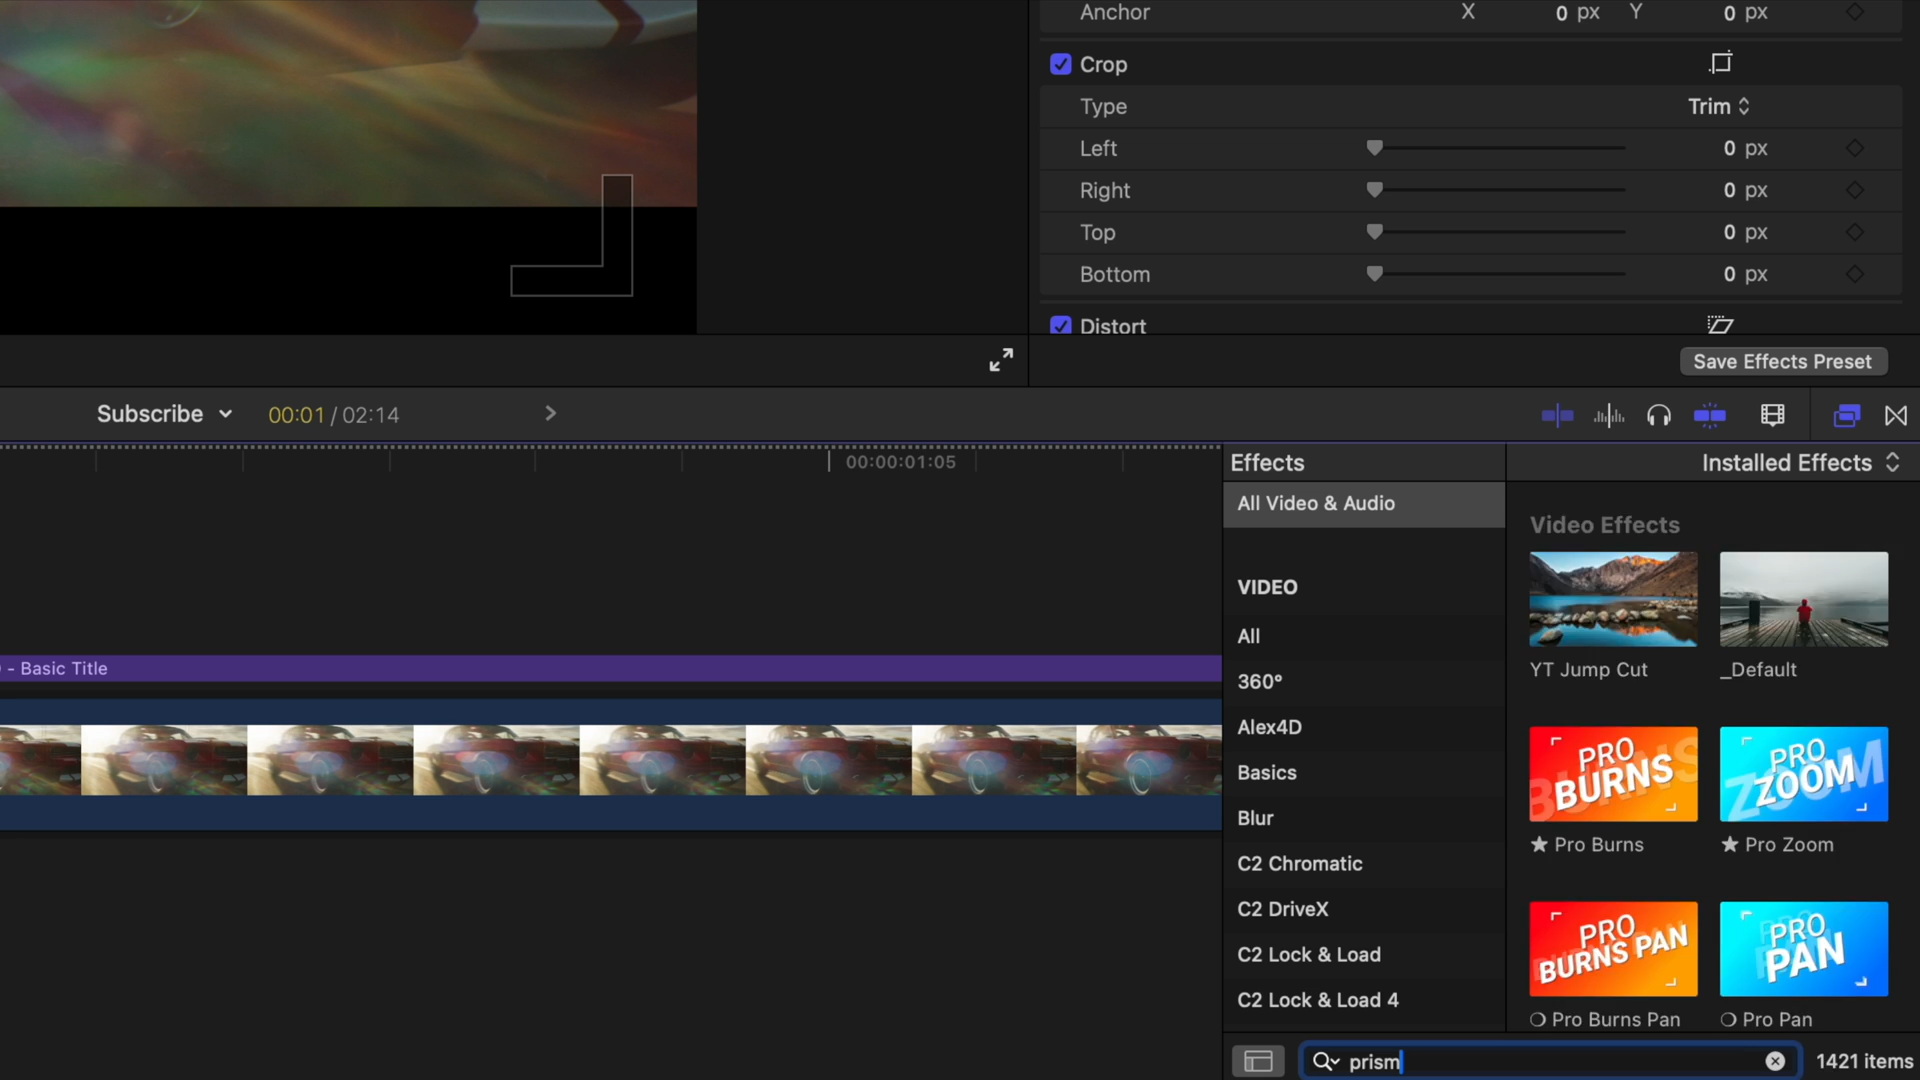 Anchor X 0 px Y 0 px
Crop
Type Trim
Left 0 px
Right 0 px
Top 0 px
Bottom 0 px
Distort
Save Effects Preset
Subscribe 00:01 / 02:14
00:00:01:05
Effects
Installed Effects
All Video & Audio
VIDEO
All
360°
Alex4D
Basics
Blur
C2 Chromatic
C2 DriveX
C2 Lock & Load
C2 Lock & Load 4
Video Effects
YT Jump Cut
_Default
PRO
BURNS
PRO
ZOOM
Pro Burns
Pro Zoom
PRO
BURNS PAN
PRO
PAN
Pro Burns Pan
Pro Pan
- Basic Title
prism
1421 items